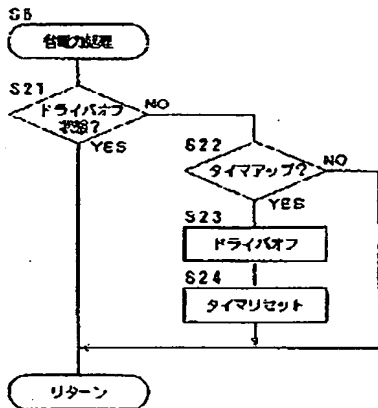 S5
台電力処理
S21
ドライバオフ
状態?
NO
YES
S22
タイマアップ?
NO
YES
S23
ドライバオフ
S24
タイマリセット
リターン